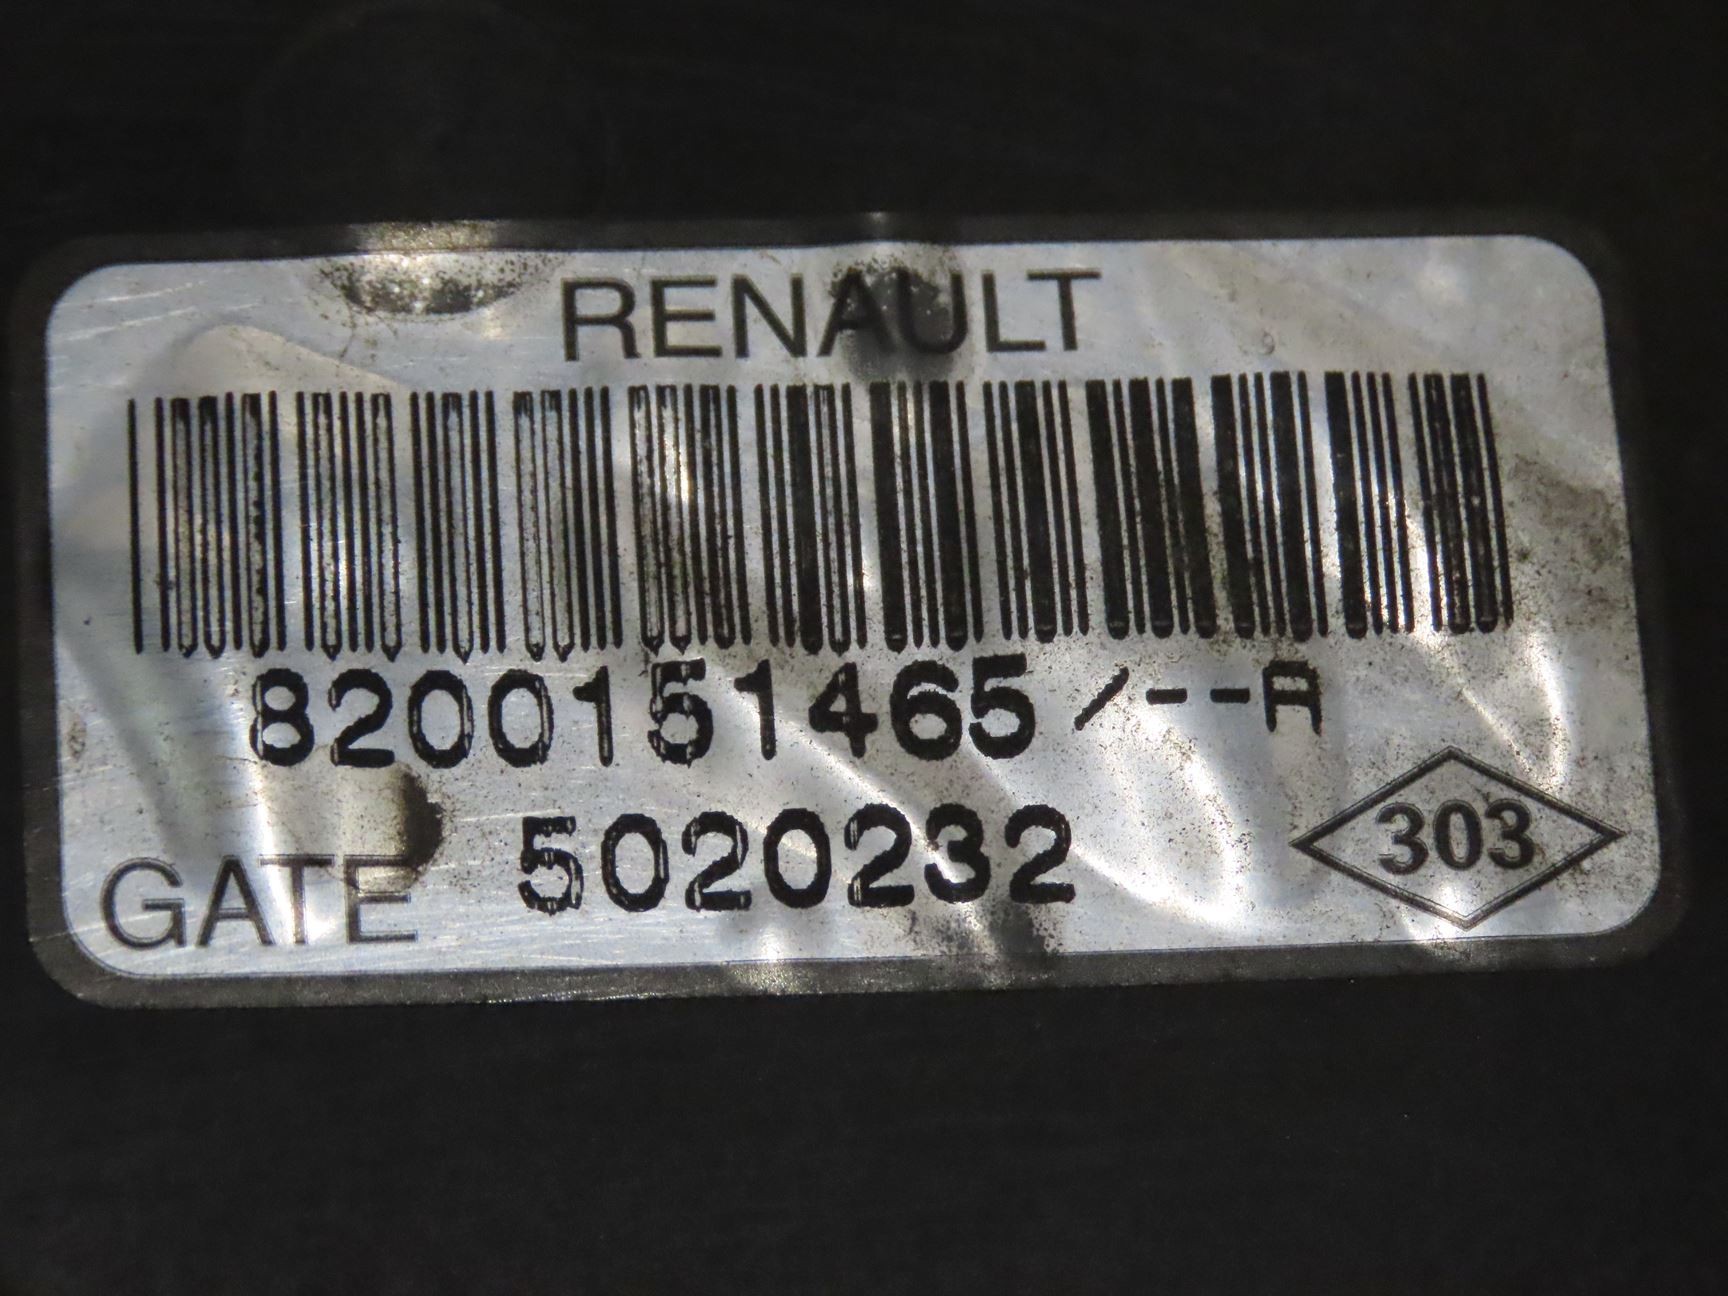 RENAULT
8200151465/--A
GATE 5020232
303